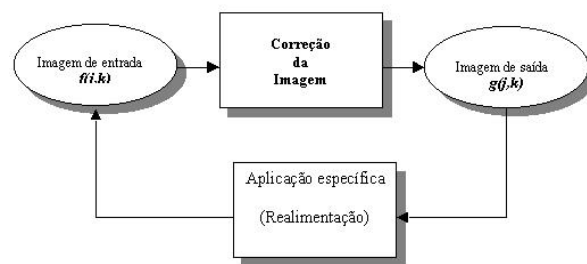 Imagem de entrada
f(i.k)
Correção
da
Imagem
Imagem de saída
g(j,k)
Aplicação específica
(Realimentação)